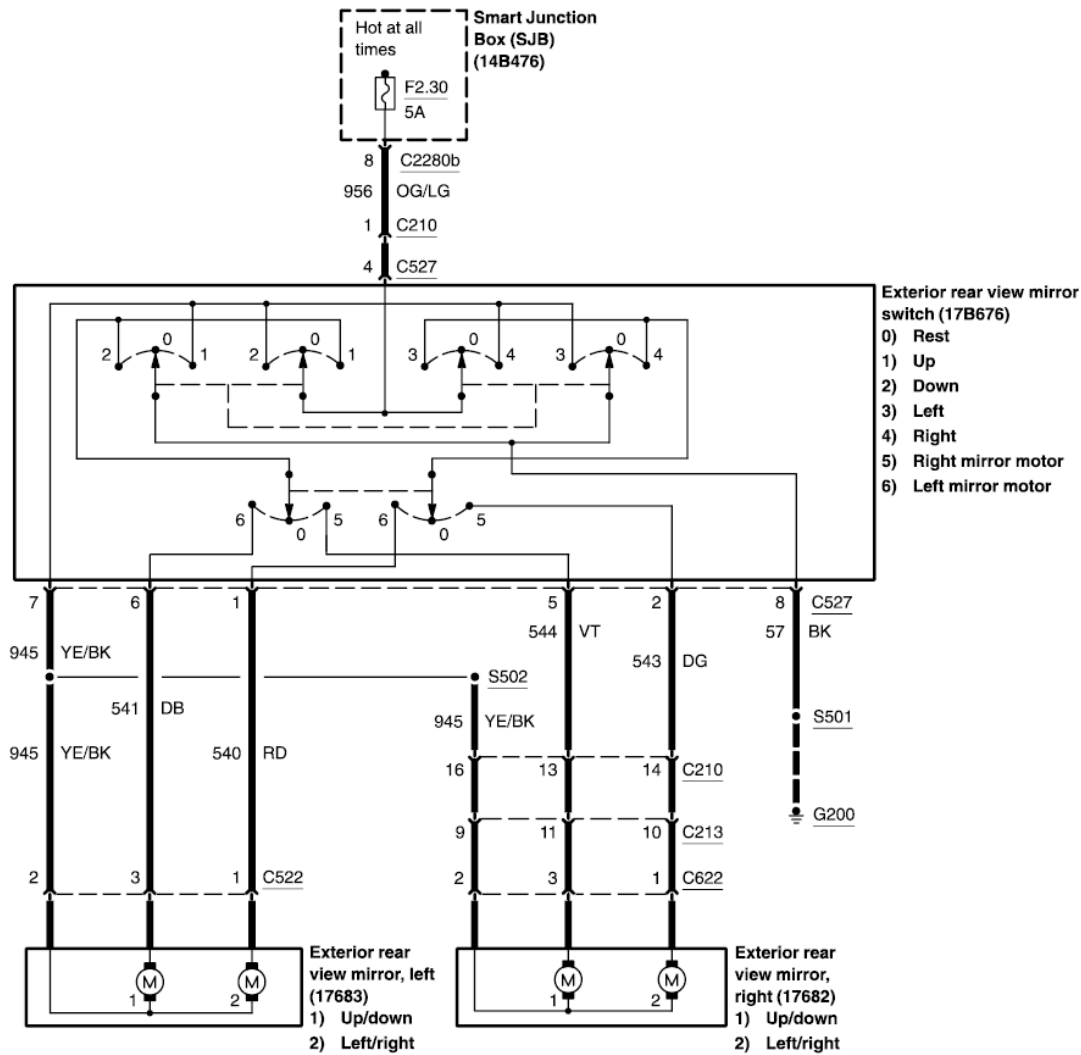 Hot at all
times
F2.30
5A
Smart Junction
Box (SJB)
(14B476)
8 C2280b
956 OG/LG
1 C210
4 C527
Exterior rear view mirror
switch (17B676)
0) Rest
1) Up
2) Down
3) Left
4) Right
5) Right mirror motor
6) Left mirror motor
2 0 1 2 0 1 3 0 4 3 0 4
6 0 5 6 0 5
7 6 1 5 2 8 C527
945 YE/BK
544 VT
543 DG
57 BK
S502
541 DB
945 YE/BK
S501
945 YE/BK
540 RD
16 13 14 C210
G200
9 11 10 C213
2 3 1 C522
2 3 1 C622
M M
1 2
Exterior rear
view mirror, left
(17683)
1) Up/down
2) Left/right
M M
1 2
Exterior rear
view mirror,
right (17682)
1) Up/down
2) Left/right